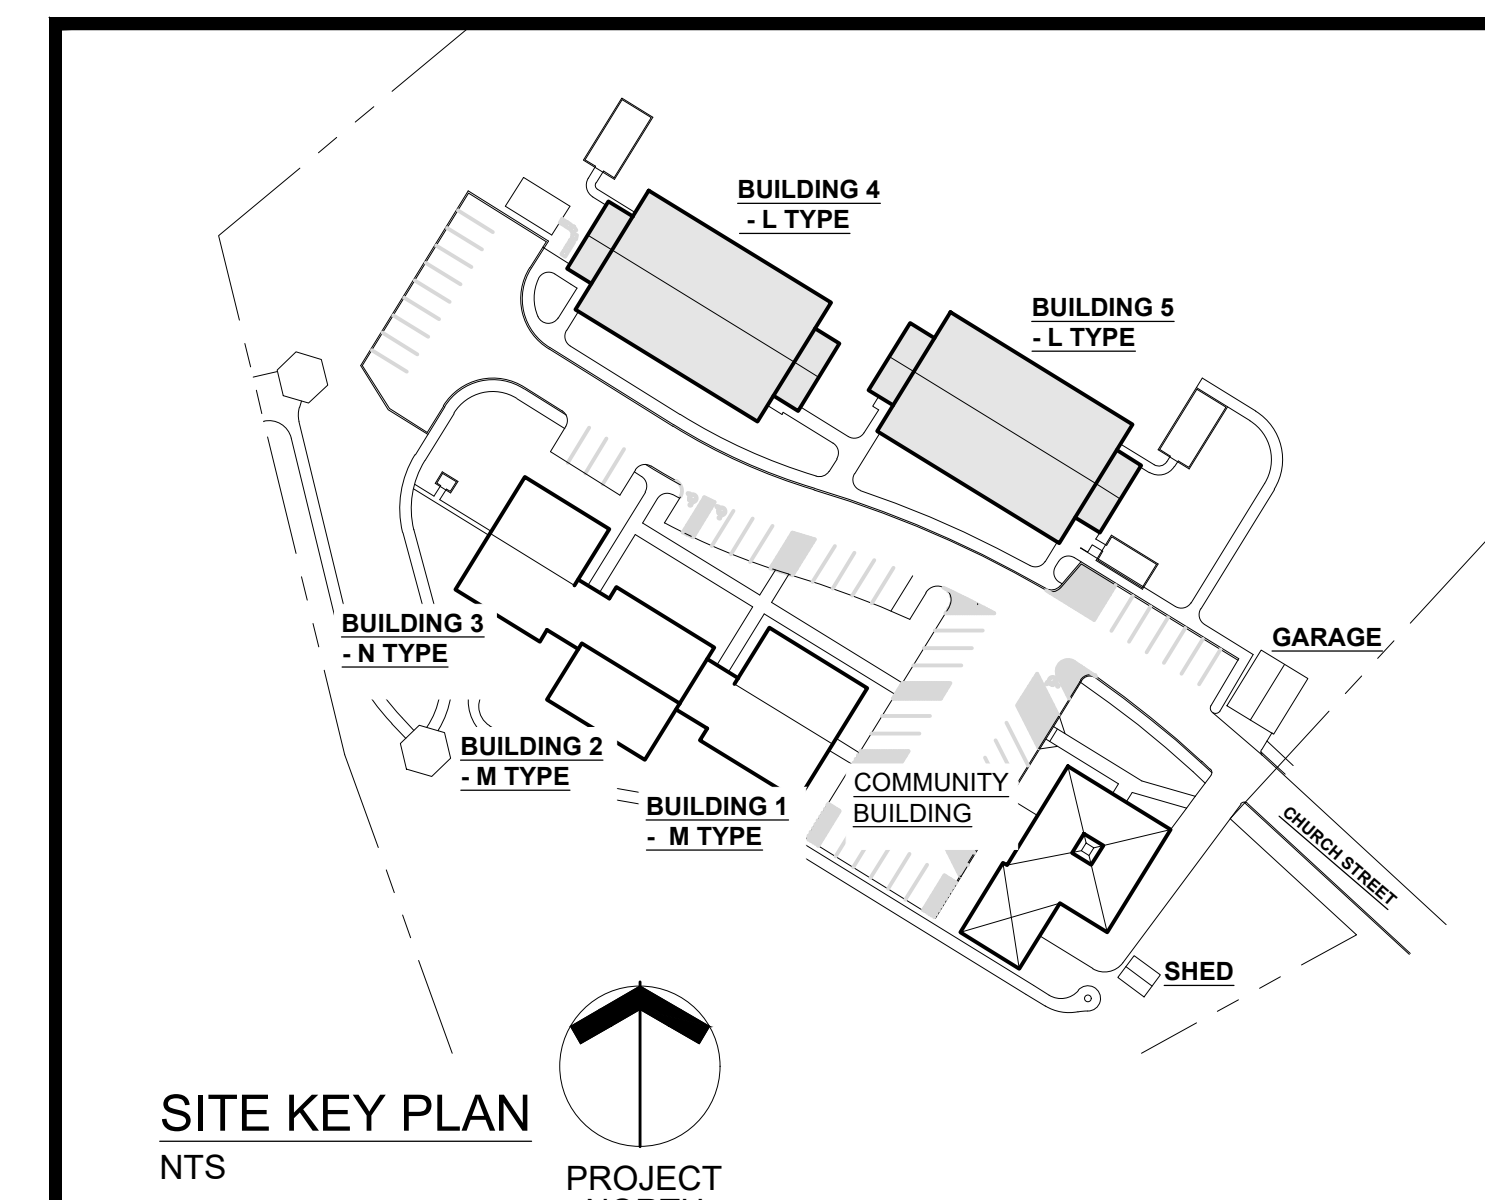 BUILDING 4
- L TYPE
BUILDING 5
- L TYPE
BUILDING 3
- N TYPE
GARAGE
BUILDING 2
- M TYPE
BUILDING 1
- M TYPE
COMMUNITY
BUILDING
CHURCH STREET
SHED
SITE KEY PLAN
NTS
PROJECT
NORTH